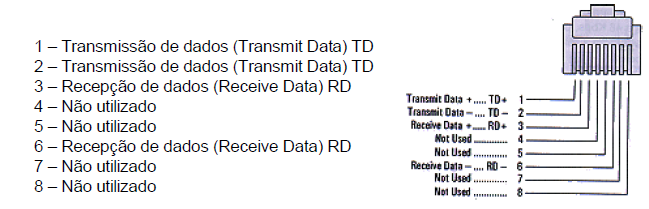 1 – Transmissão de dados (Transmit Data) TD
2 – Transmissão de dados (Transmit Data) TD
3 – Recepção de dados (Receive Data) RD
4 – Não utilizado
5 – Não utilizado
6 – Recepção de dados (Receive Data) RD
7 – Não utilizado
8 – Não utilizado
Transmit Data + ..... TD+ 1
Transmit Data – .... TD – 2
Receive Data + ..... RD+ 3
Not Used ............ 4
Not Used ............ 5
Receive Data – .... RD – 6
Not Used ............ 7
Not Used ............ 8